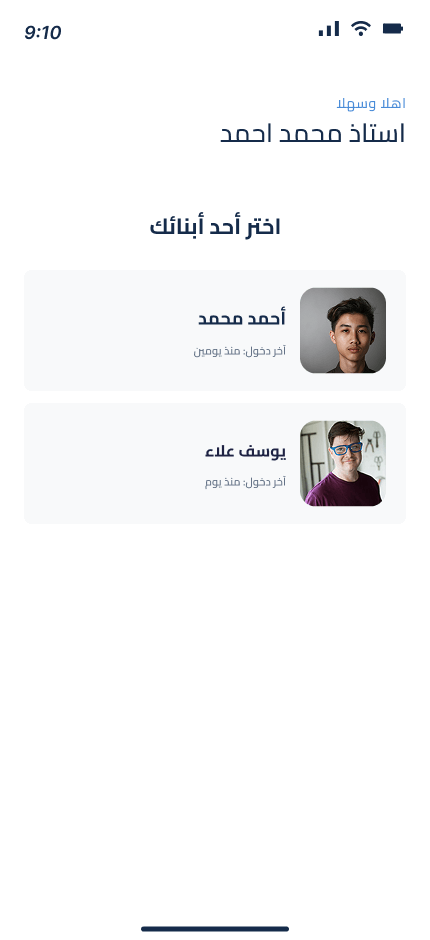 9:10
اهلا وسهلا
استاذ محمد احمد
اختر أحد أبنائك
أحمد محمد
آخر دخول: منذ يومين
يوسف علاء
آخر دخول: منذ يوم